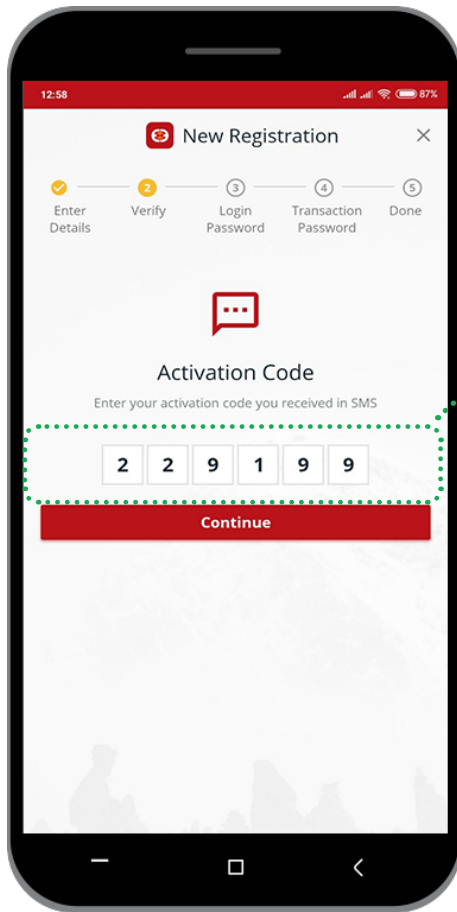 12:58 87%
New Registration
2 3 4 5
Enter Details Verify Login Password Transaction Password Done
Activation Code
Enter your activation code you received in SMS
2 2 9 1 9 9
Continue